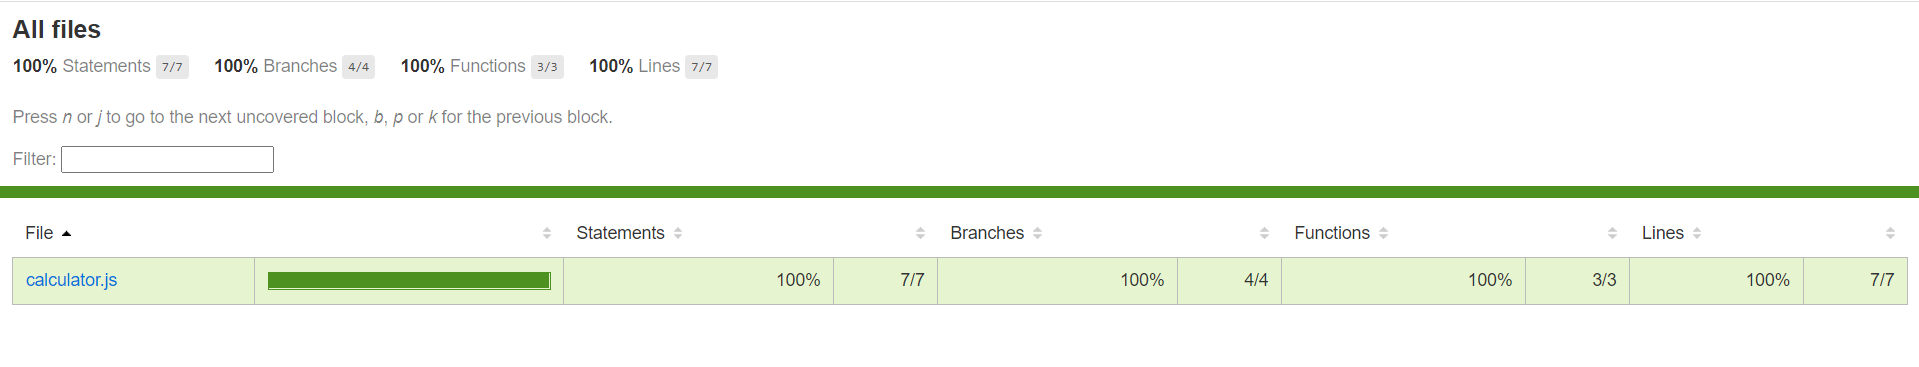 All files
100% Statements 7/7 100% Branches 4/4 100% Functions 3/3 100% Lines 7/7
Press n or j to go to the next uncovered block, b, p or k for the previous block.
Filter:
File Statements Branches Functions Lines
calculator.js 100% 7/7 100% 4/4 100% 3/3 100% 7/7